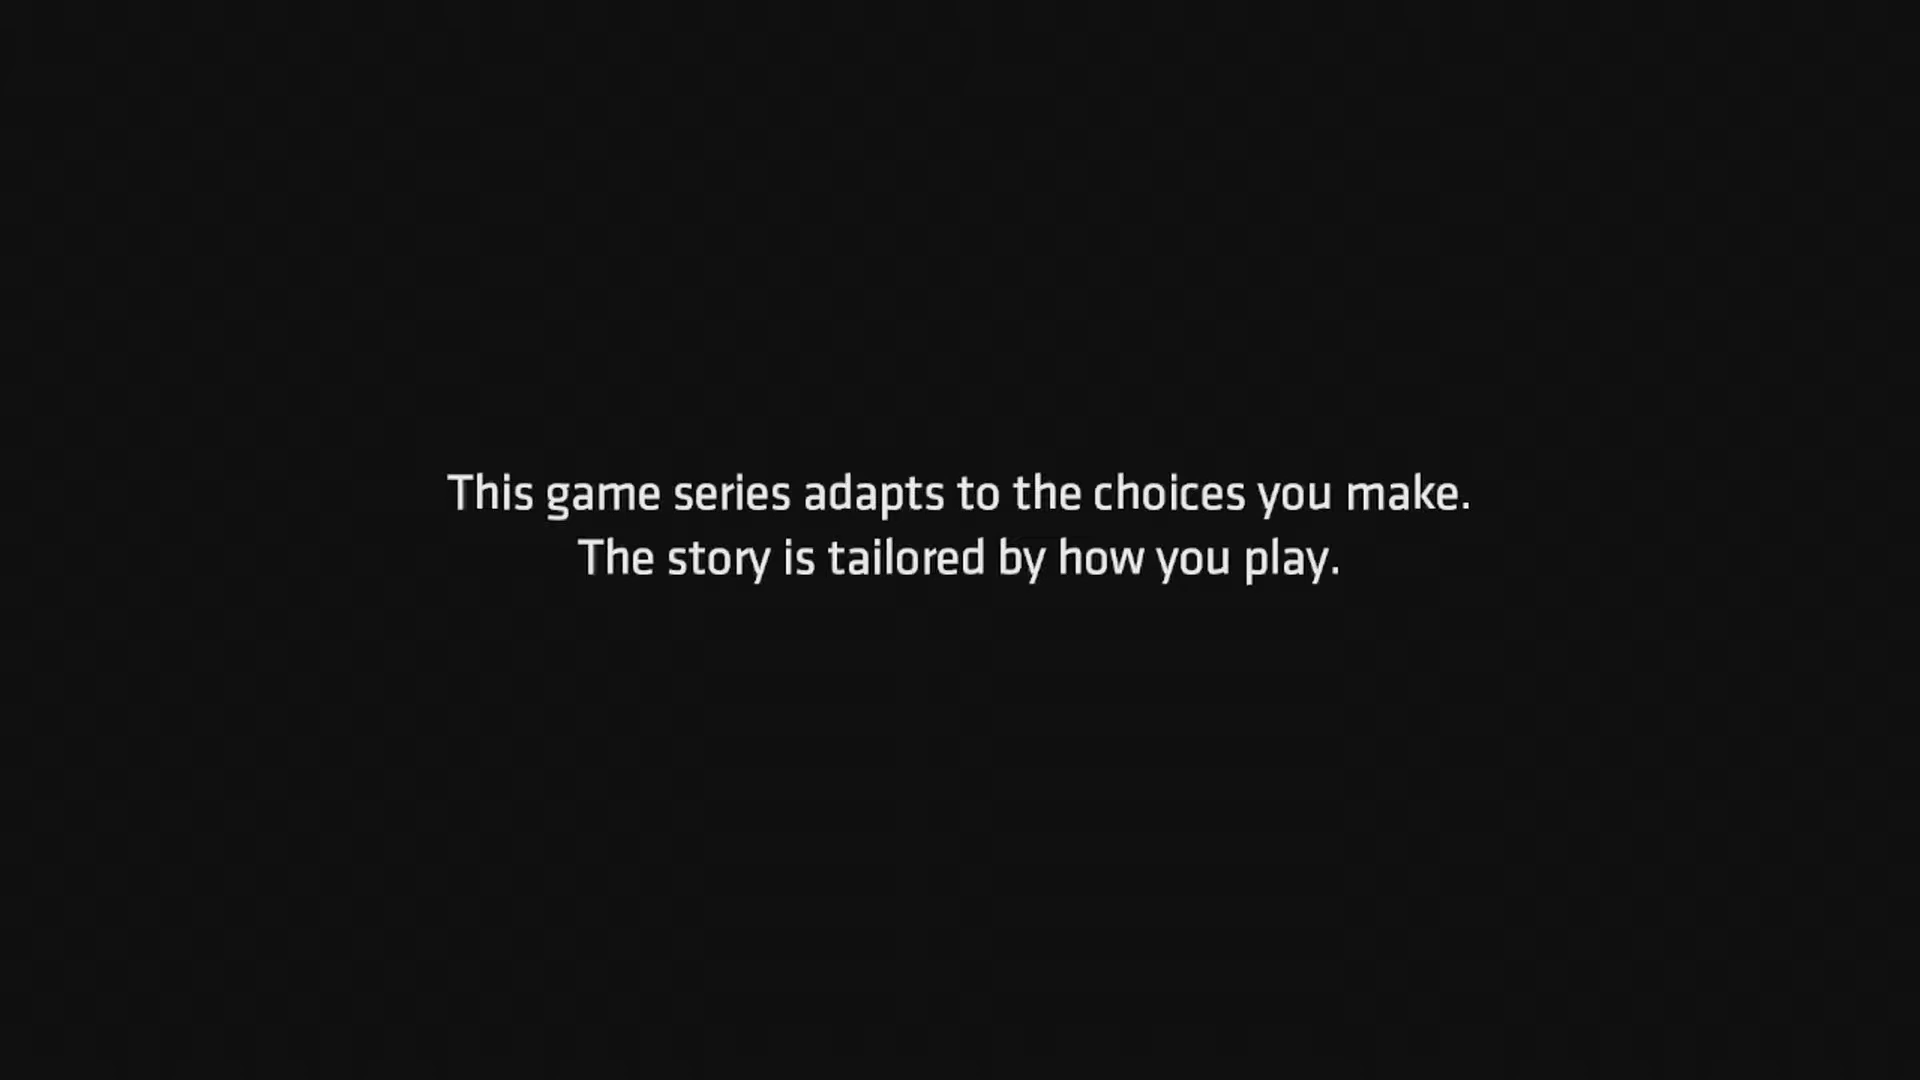 This game series adapts to the choices you make.
The story is tailored by how you play.